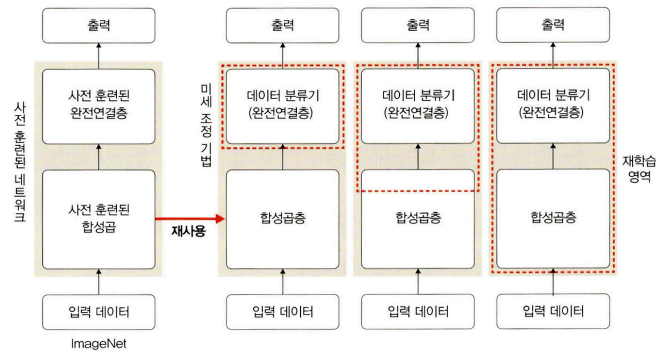 출력
출력
출력
출력
사전 훈련된 네트워크
사전 훈련된
완전연결층
미세 조정 기법
데이터 분류기
(완전연결층)
데이터 분류기
(완전연결층)
데이터 분류기
(완전연결층)
재학습
영역
사전 훈련된
합성곱
재사용
합성곱층
합성곱층
합성곱층
입력 데이터
입력 데이터
입력 데이터
입력 데이터
ImageNet